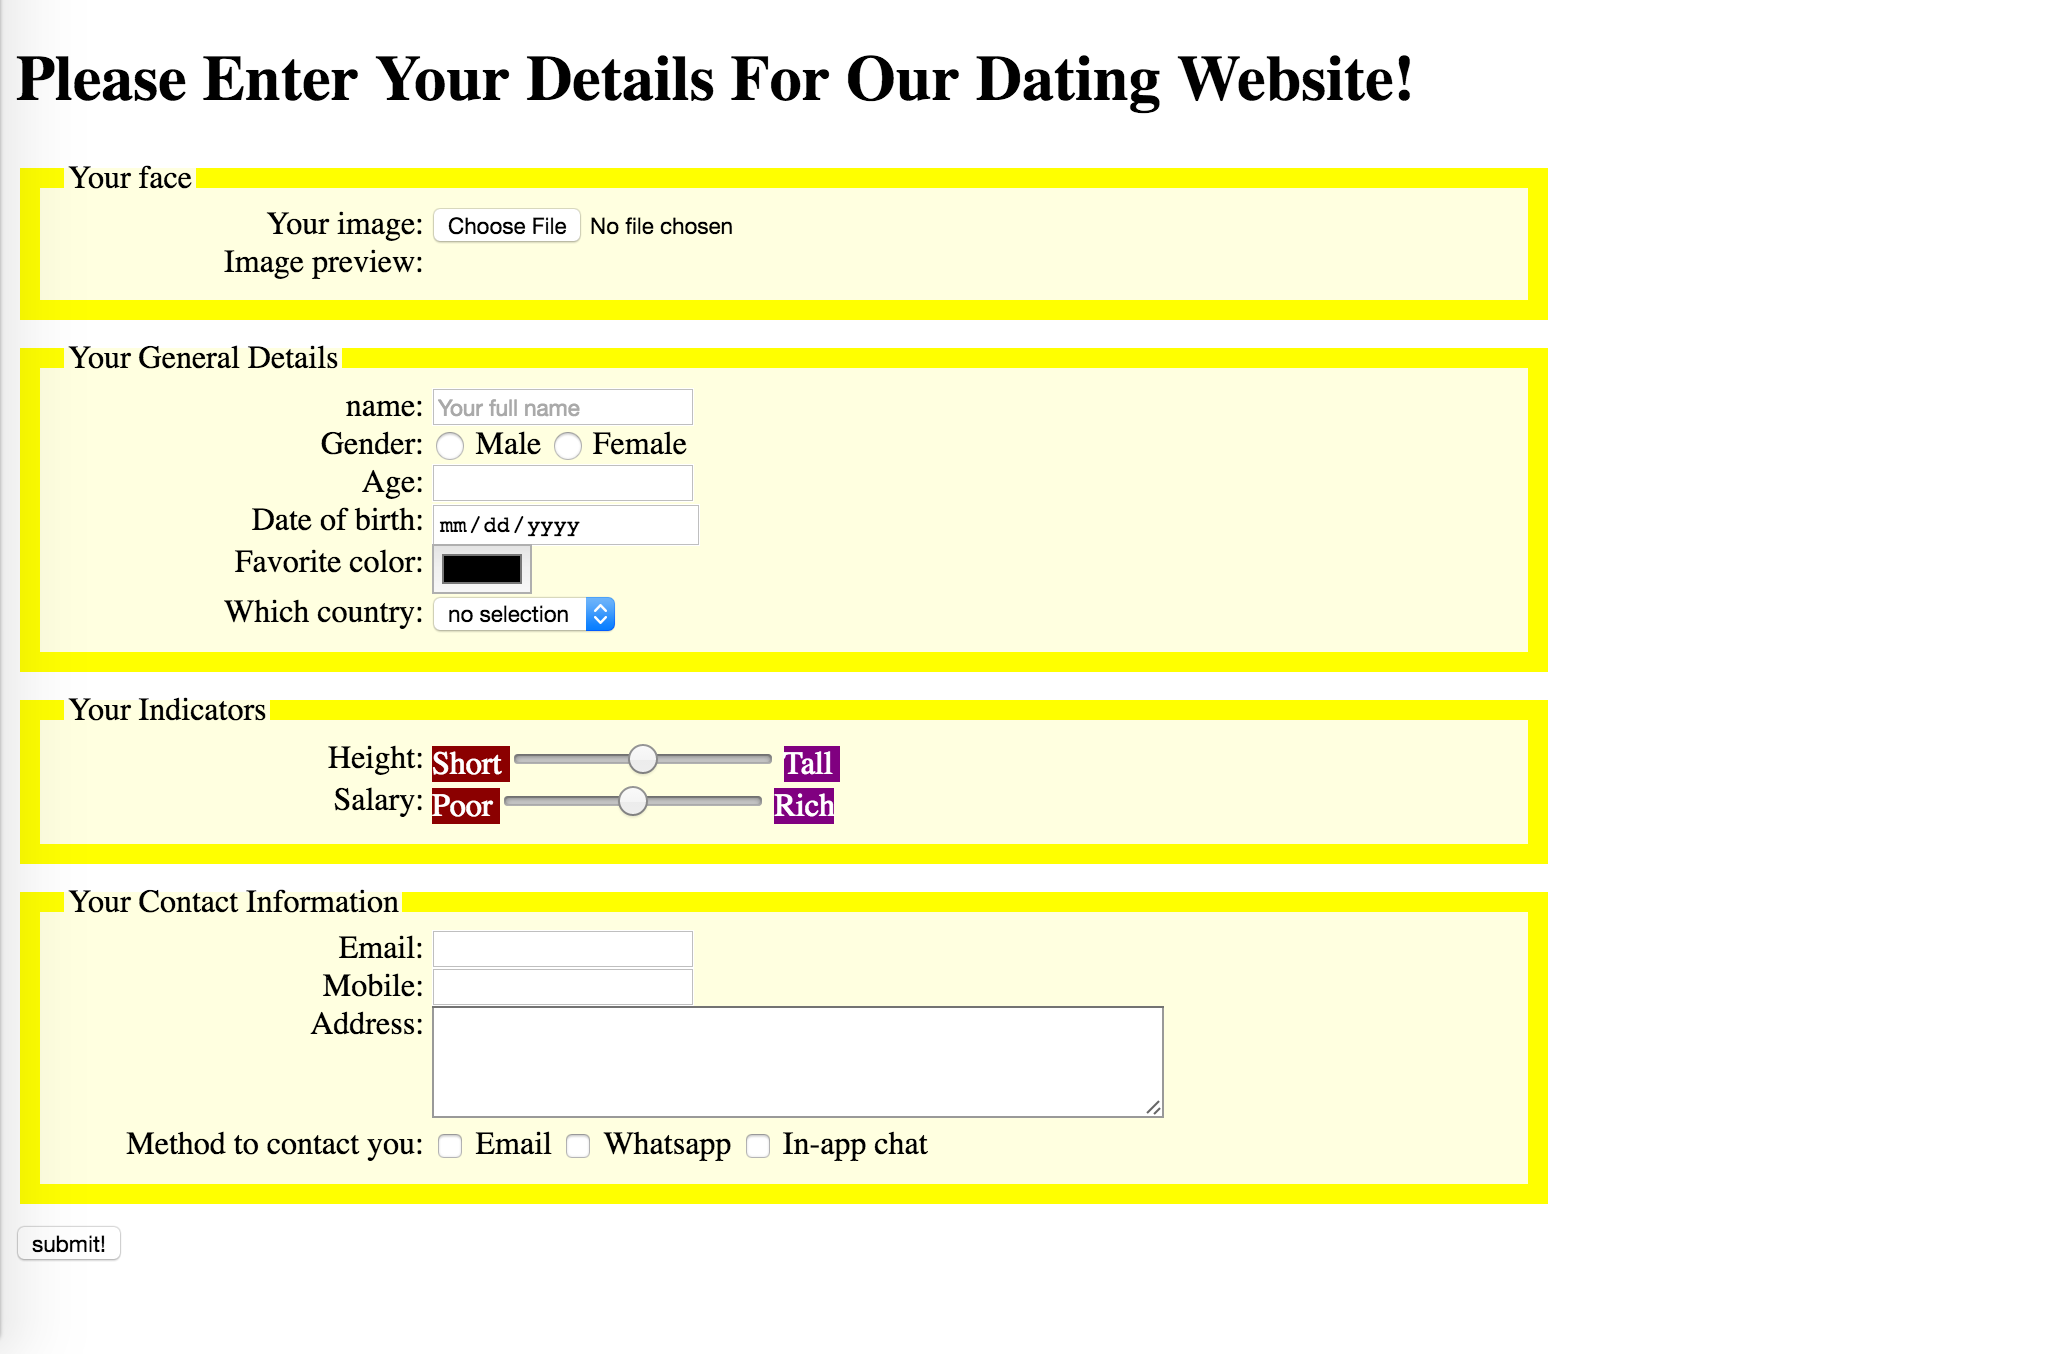 Please Enter Your Details For Our Dating Website!
Your face
Your image: Choose File No file chosen
Image preview:
Your General Details
name: Your full name
Gender: Male Female
Age:
Date of birth: mm/dd/yyyy
Favorite color:
Which country: no selection
Your Indicators
Height: Short Tall
Salary: Poor Rich
Your Contact Information
Email:
Mobile:
Address:
Method to contact you: Email Whatsapp In-app chat
submit!